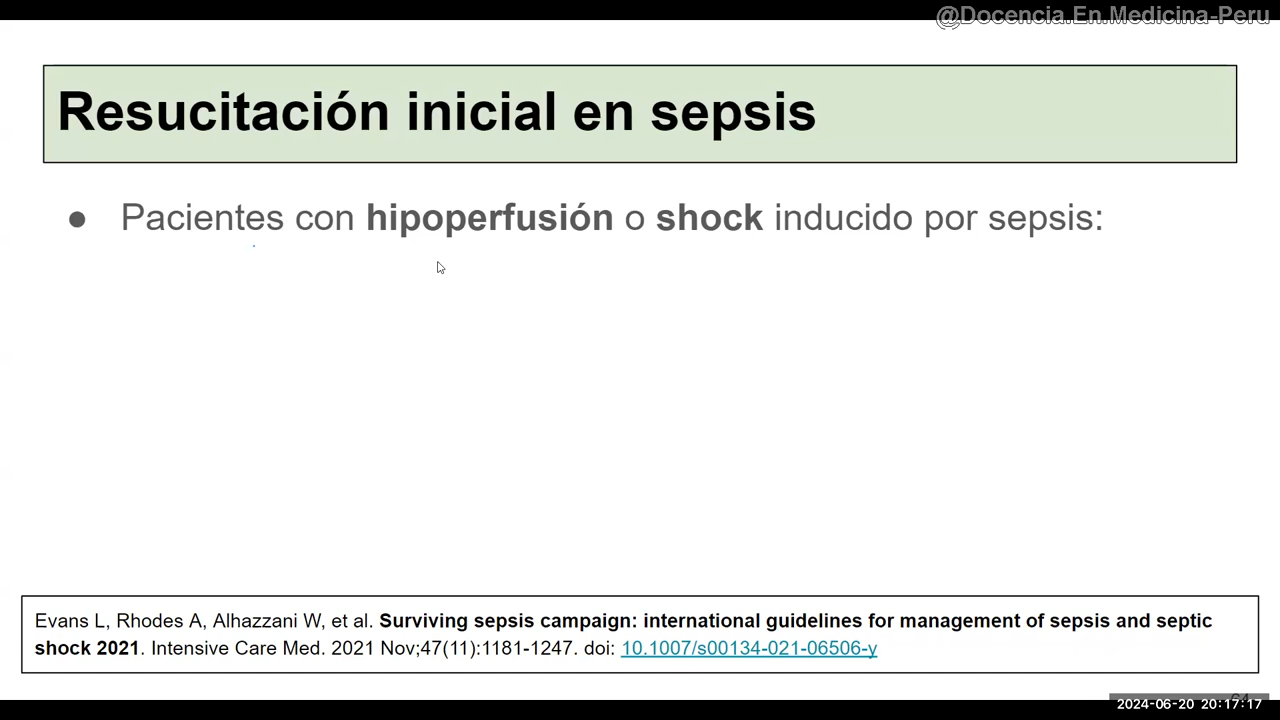 @Docencia.En.Medicina-Peru
Resucitación inicial en sepsis
● Pacientes con hipoperfusión o shock inducido por sepsis:
Evans L, Rhodes A, Alhazzani W, et al. Surviving sepsis campaign: international guidelines for management of sepsis and septic
shock 2021. Intensive Care Med. 2021 Nov;47(11):1181-1247. doi: 10.1007/s00134-021-06506-y
2024-06-20 20:17:17